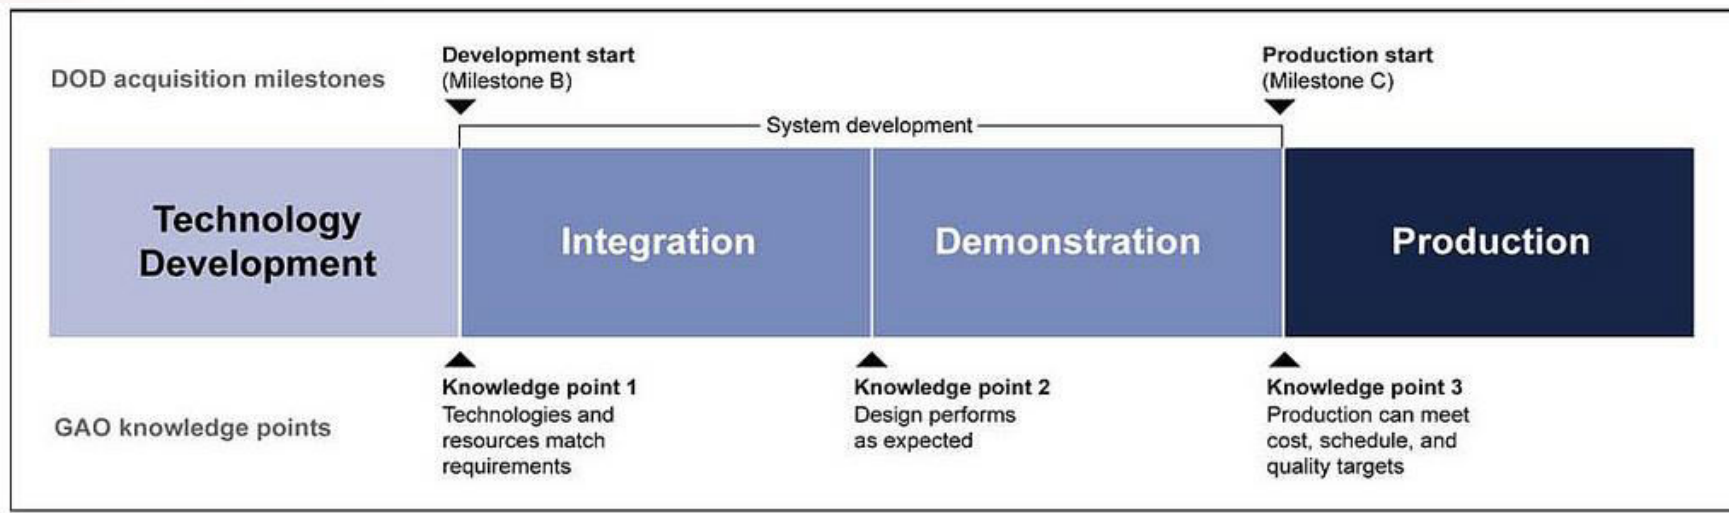 DOD acquisition milestones
Development start
(Milestone B)
Production start
(Milestone C)
System development
Technology
Development
Integration
Demonstration
Production
GAO knowledge points
Knowledge point 1
Technologies and
resources match
requirements
Knowledge point 2
Design performs
as expected
Knowledge point 3
Production can meet
cost, schedule, and
quality targets